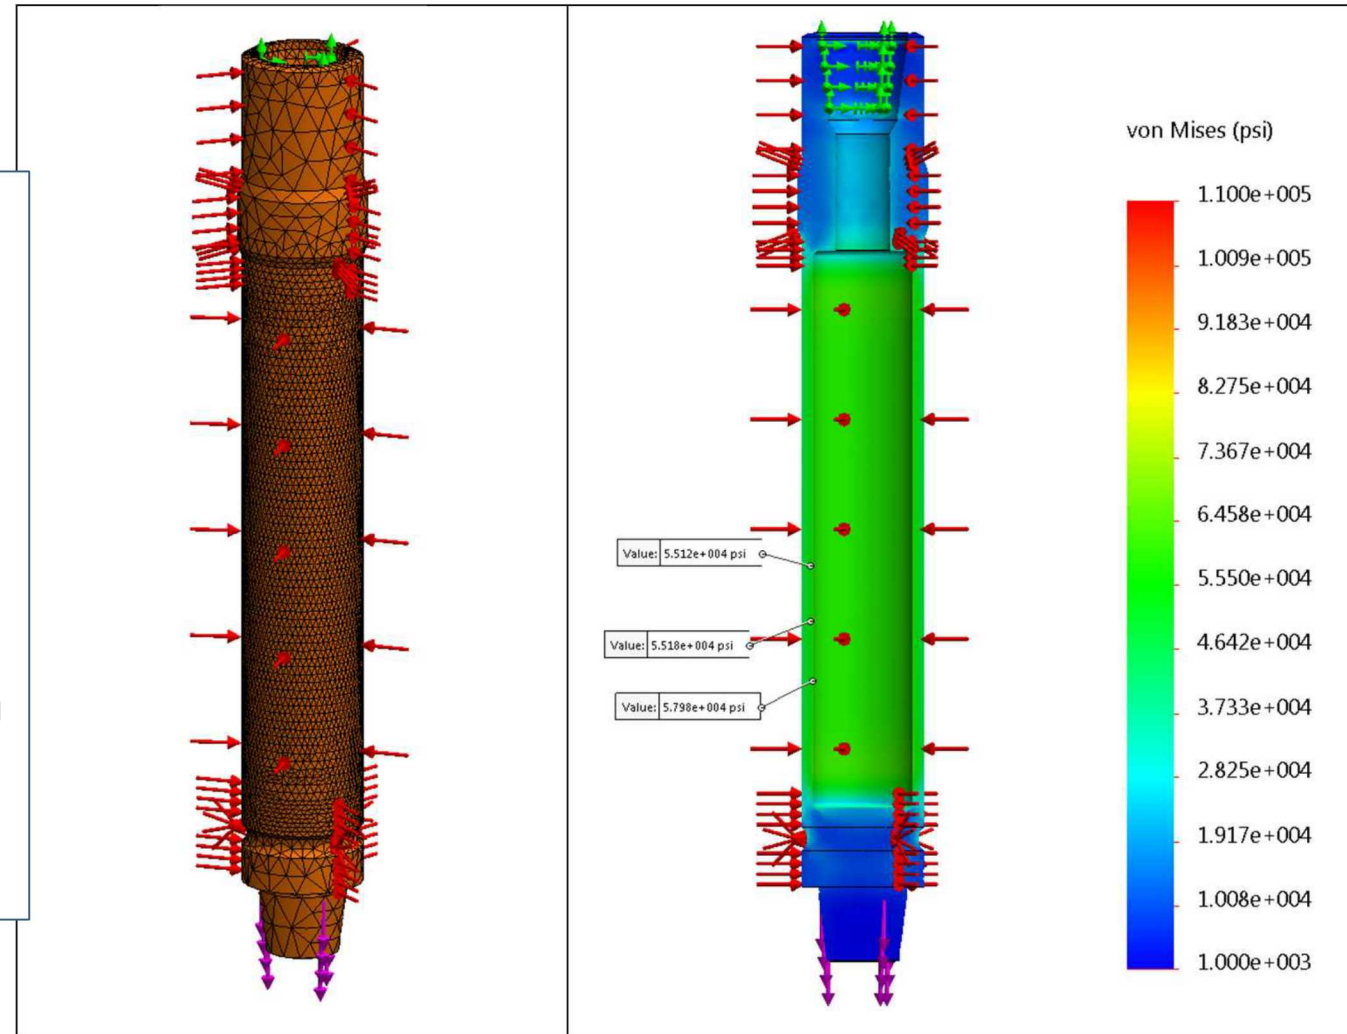 von Mises (psi)
1.100e+005
1.009e+005
9.183e+004
8.275e+004
7.367e+004
6.458e+004
5.550e+004
4.642e+004
3.733e+004
2.825e+004
1.917e+004
1.008e+004
1.000e+003
Value: 5.512e+004 psi
Value: 5.518e+004 psi
Value: 5.798e+004 psi